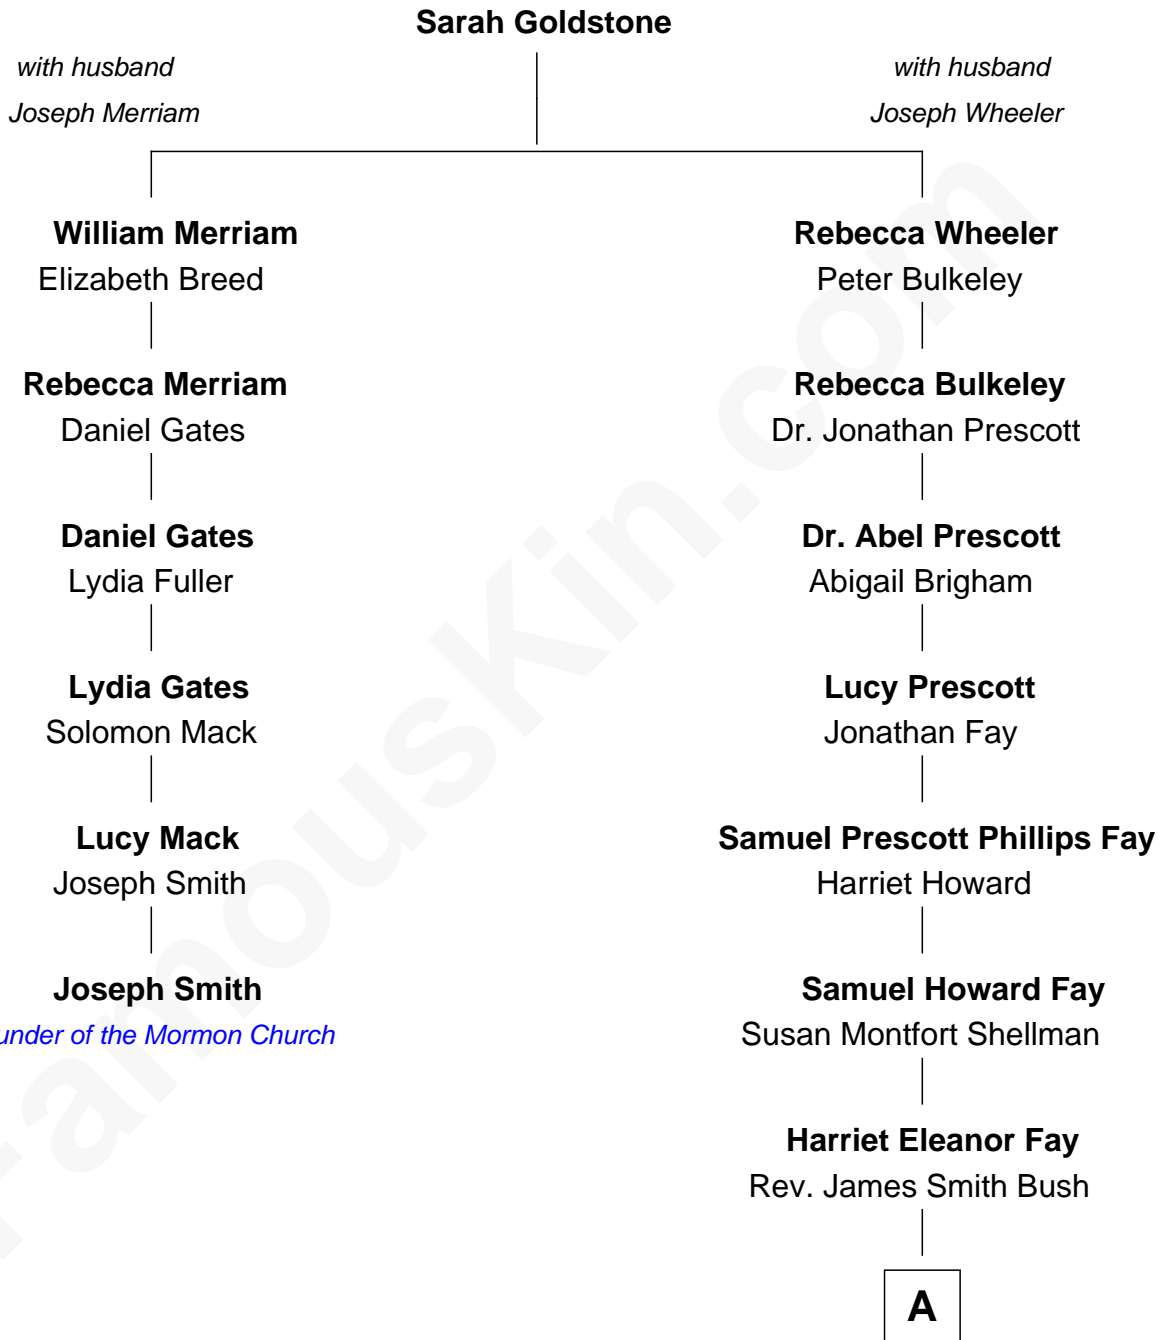 Sarah Goldstone
with husband
Joseph Merriam
with husband
Joseph Wheeler
William Merriam
Elizabeth Breed
Rebecca Merriam
Daniel Gates
Daniel Gates
Lydia Fuller
Lydia Gates
Solomon Mack
Lucy Mack
Joseph Smith
Joseph Smith
under of the Mormon Church
Rebecca Wheeler
Peter Bulkeley
Rebecca Bulkeley
Dr. Jonathan Prescott
Dr. Abel Prescott
Abigail Brigham
Lucy Prescott
Jonathan Fay
Samuel Prescott Phillips Fay
Harriet Howard
Samuel Howard Fay
Susan Montfort Shellman
Harriet Eleanor Fay
Rev. James Smith Bush
A
FamousKin.com